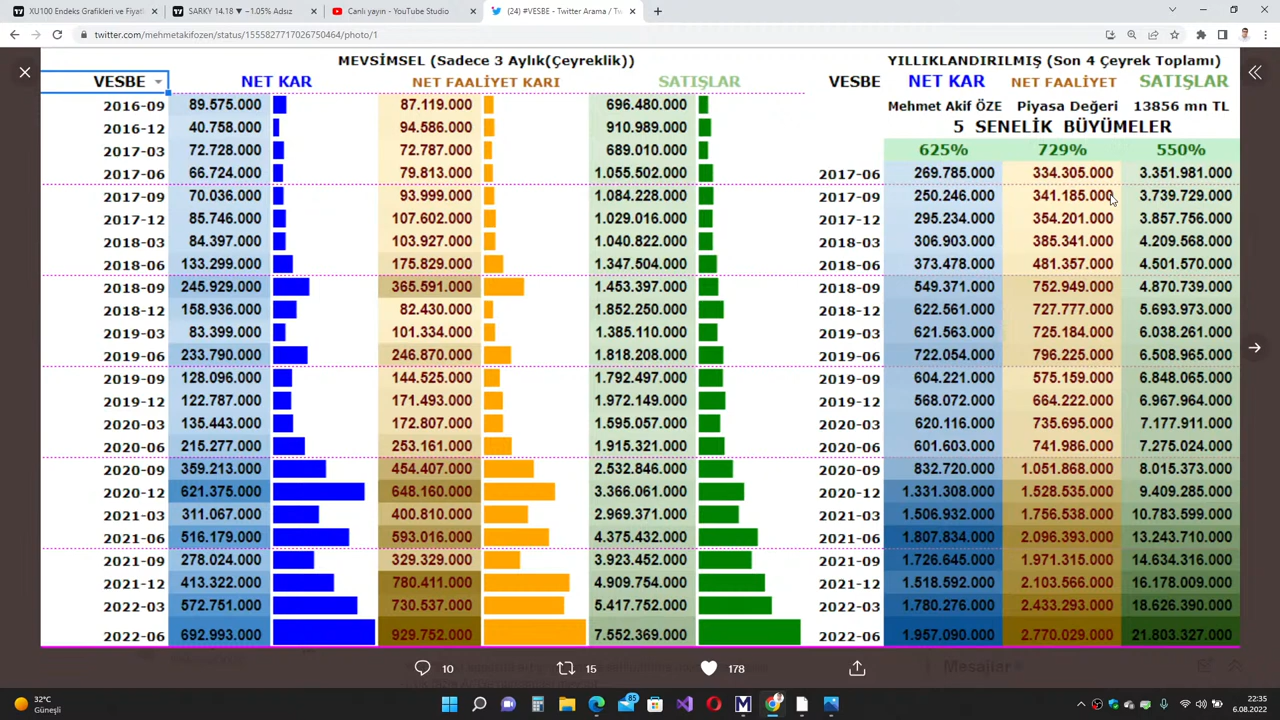 XU100 Endeks Grafikleri ve Fiyatl
SARKY 14.18 ▼ −1.05% Adsız
Canlı yayın - YouTube Studio
(24) #VESBE - Twitter Arama / Tw
twitter.com/mehmetakifozen/status/1555827717026750464/photo/1
MEVSİMSEL (Sadece 3 Aylık(Çeyreklik)) YILLIKLANDIRILMIŞ (Son 4 Çeyrek Toplamı)
VESBE NET KAR NET FAALİYET KARI SATIŞLAR VESBE NET KAR NET FAALİYET SATIŞLAR
2016-09 89.575.000 87.119.000 696.480.000 Mehmet Akif ÖZE Piyasa Değeri 13856 mn TL
2016-12 40.758.000 94.586.000 910.989.000 5 SENELİK BÜYÜMELER
2017-03 72.728.000 72.787.000 689.010.000 625% 729% 550%
2017-06 66.724.000 79.813.000 1.055.502.000 2017-06 269.785.000 334.305.000 3.351.981.000
2017-09 70.036.000 93.999.000 1.084.228.000 2017-09 250.246.000 341.185.000 3.739.729.000
2017-12 85.746.000 107.602.000 1.029.016.000 2017-12 295.234.000 354.201.000 3.857.756.000
2018-03 84.397.000 103.927.000 1.040.822.000 2018-03 306.903.000 385.341.000 4.209.568.000
2018-06 133.299.000 175.829.000 1.347.504.000 2018-06 373.478.000 481.357.000 4.501.570.000
2018-09 245.929.000 365.591.000 1.453.397.000 2018-09 549.371.000 752.949.000 4.870.739.000
2018-12 158.936.000 82.430.000 1.852.250.000 2018-12 622.561.000 727.777.000 5.693.973.000
2019-03 83.399.000 101.334.000 1.385.110.000 2019-03 621.563.000 725.184.000 6.038.261.000
2019-06 233.790.000 246.870.000 1.818.208.000 2019-06 722.054.000 796.225.000 6.508.965.000
2019-09 128.096.000 144.525.000 1.792.497.000 2019-09 604.221.000 575.159.000 6.848.065.000
2019-12 122.787.000 171.493.000 1.972.149.000 2019-12 568.072.000 664.222.000 6.967.964.000
2020-03 135.443.000 172.807.000 1.595.057.000 2020-03 620.116.000 735.695.000 7.177.911.000
2020-06 215.277.000 253.161.000 1.915.321.000 2020-06 601.603.000 741.986.000 7.275.024.000
2020-09 359.213.000 454.407.000 2.532.846.000 2020-09 832.720.000 1.051.868.000 8.015.373.000
2020-12 621.375.000 648.160.000 3.366.061.000 2020-12 1.331.308.000 1.528.535.000 9.409.285.000
2021-03 311.067.000 400.810.000 2.969.371.000 2021-03 1.506.932.000 1.756.538.000 10.783.599.000
2021-06 516.179.000 593.016.000 4.375.432.000 2021-06 1.807.834.000 2.096.393.000 13.243.710.000
2021-09 278.024.000 329.329.000 3.923.452.000 2021-09 1.726.645.000 1.971.315.000 14.634.316.000
2021-12 413.322.000 780.411.000 4.909.754.000 2021-12 1.518.592.000 2.103.566.000 16.178.009.000
2022-03 572.751.000 730.537.000 5.417.752.000 2022-03 1.780.276.000 2.433.293.000 18.626.390.000
2022-06 692.993.000 929.752.000 7.552.369.000 2022-06 1.957.090.000 2.770.029.000 21.803.327.000
10 15 178
Mesajlar
32°C
Güneşli
85
22:35
6.08.2022